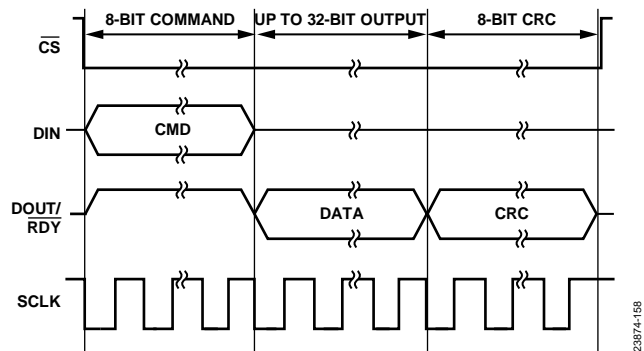 8-BIT COMMAND UP TO 32-BIT OUTPUT 8-BIT CRC
CS
DIN CMD
DOUT/
RDY DATA CRC
SCLK
23874-158